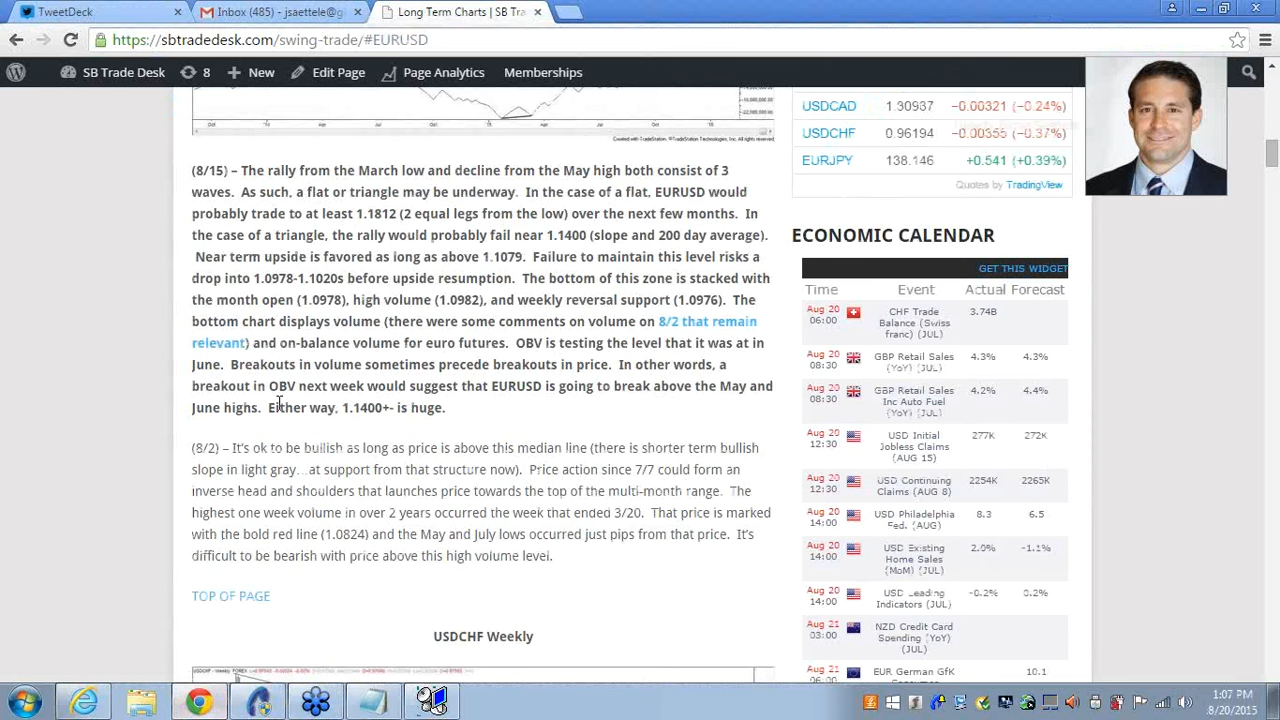 TweetDeck
Inbox (485) - jsaettele@g
Long Term Charts | SB Tra
https://sbtradedesk.com/swing-trade/#EURUSD
SB Trade Desk
8
New
Edit Page
Page Analytics
Memberships
Created with TradeStation. ©TradeStation Technologies, Inc. All rights reserved.
(8/15) – The rally from the March low and decline from the May high both consist of 3
waves.  As such, a flat or triangle may be underway.  In the case of a flat, EURUSD would
probably trade to at least 1.1812 (2 equal legs from the low) over the next few months.  In
the case of a triangle, the rally would probably fail near 1.1400 (slope and 200 day average).
Near term upside is favored as long as above 1.1079.  Failure to maintain this level risks a
drop into 1.0978-1.1020s before upside resumption.  The bottom of this zone is stacked with
the month open (1.0978), high volume (1.0982), and weekly reversal support (1.0976).  The
bottom chart displays volume (there were some comments on volume on 8/2 that remain
relevant) and on-balance volume for euro futures.  OBV is testing the level that it was at in
June.  Breakouts in volume sometimes precede breakouts in price.  In other words, a
breakout in OBV next week would suggest that EURUSD is going to break above the May and
June highs.  Either way, 1.1400+- is huge.
(8/2) – It's ok to be bullish as long as price is above this median line (there is shorter term bullish
slope in light gray…at support from that structure now).  Price action since 7/7 could form an
inverse head and shoulders that launches price towards the top of the multi-month range.  The
highest one week volume in over 2 years occurred the week that ended 3/20.  That price is marked
with the bold red line (1.0824) and the May and July lows occurred just pips from that price.  It's
difficult to be bearish with price above this high volume level.
TOP OF PAGE
USDCHF Weekly
USDCAD 1.30987 −0.00321 (−0.24%)
USDCHF 0.96194 −0.00355 (−0.37%)
EURJPY 138.146 +0.541 (+0.39%)
Quotes by TradingView
ECONOMIC CALENDAR
GET THIS WIDGET
Time Event Actual Forecast
Aug 20 06:00 CHF Trade Balance (Swiss franc) (JUL) 3.74B
Aug 20 08:30 GBP Retail Sales (YoY) (JUL) 4.3% 4.3%
Aug 20 08:30 GBP Retail Sales Inc Auto Fuel (YoY) (JUL) 4.2% 4.4%
Aug 20 12:30 USD Initial Jobless Claims (AUG 15) 277K 272K
Aug 20 12:30 USD Continuing Claims (AUG 8) 2254K 2265K
Aug 20 14:00 USD Philadelphia Fed. (AUG) 8.3 6.5
Aug 20 14:00 USD Existing Home Sales (MoM) (JUL) 2.0% -1.1%
Aug 20 14:00 USD Leading Indicators (JUL) -0.2% 0.2%
Aug 21 03:00 NZD Credit Card Spending (YoY) (JUL)
Aug 21 06:00 EUR German GfK 10.1
1:07 PM
8/20/2015